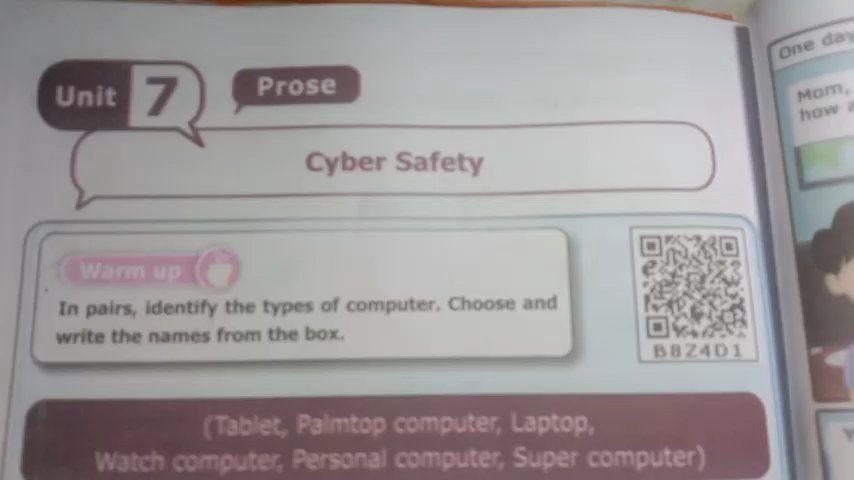 Unit 7
Prose
Cyber Safety
Warm up
In pairs, identify the types of computer. Choose and
write the names from the box.
B8Z4D1
(Tablet, Palmtop computer, Laptop,
Watch computer, Personal computer, Super computer)
One day
Mom,
how